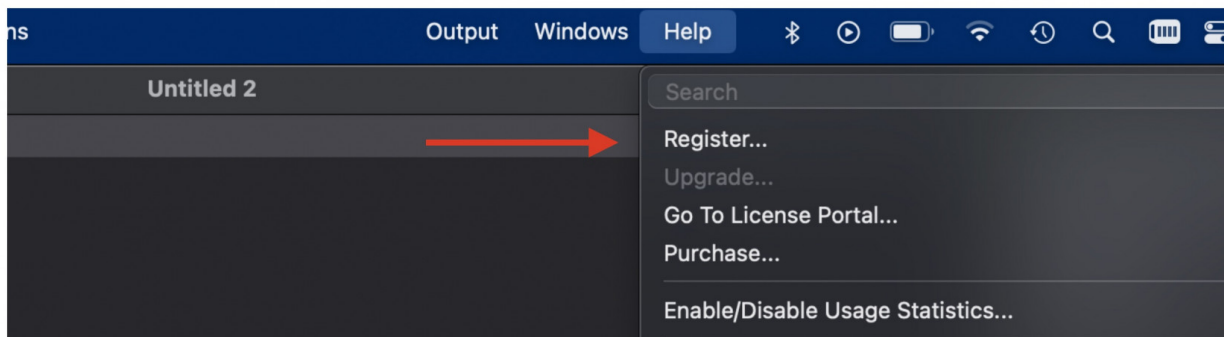 ns Output Windows Help
Untitled 2
Search
Register...
Upgrade...
Go To License Portal...
Purchase...
Enable/Disable Usage Statistics...